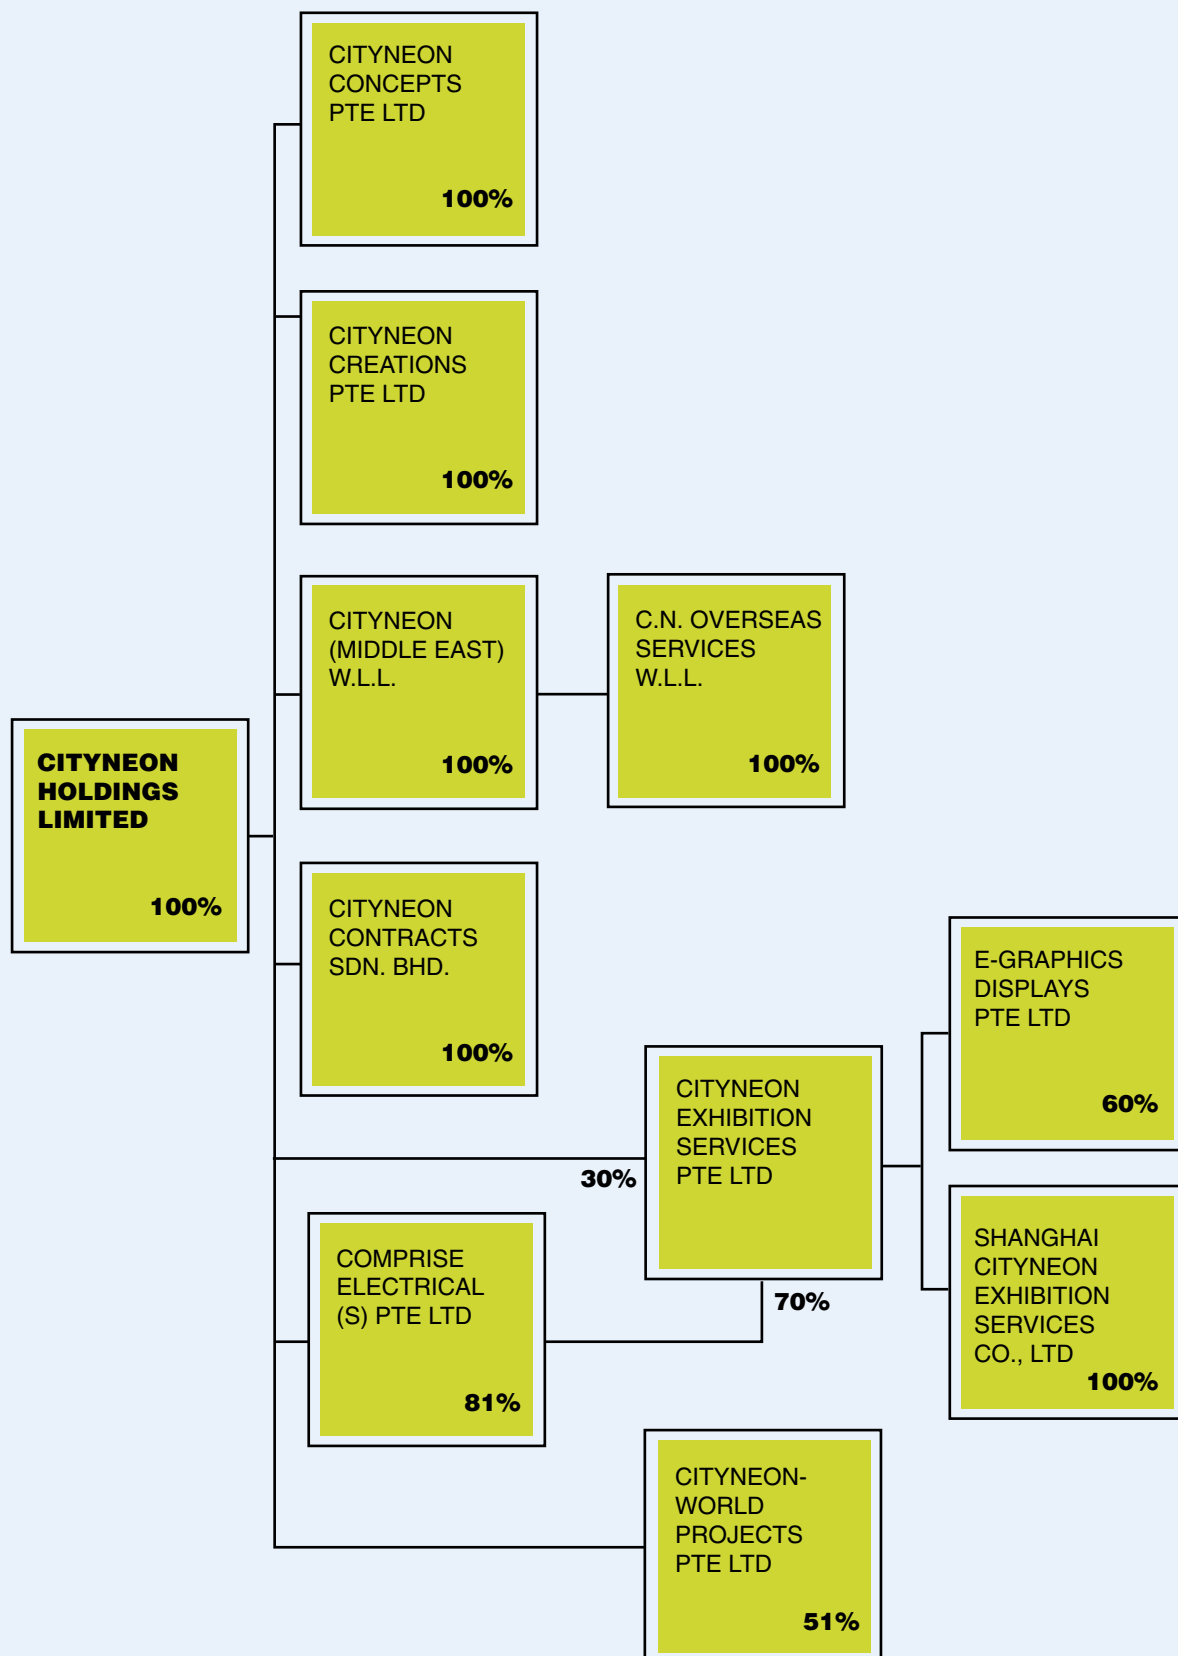 CITYNEON
CONCEPTS
PTE LTD
100%
CITYNEON
CREATIONS
PTE LTD
100%
CITYNEON
(MIDDLE EAST)
W.L.L.
100%
C.N. OVERSEAS
SERVICES
W.L.L.
100%
CITYNEON
HOLDINGS
LIMITED
100%
CITYNEON
CONTRACTS
SDN. BHD.
100%
E-GRAPHICS
DISPLAYS
PTE LTD
60%
CITYNEON
EXHIBITION
SERVICES
PTE LTD
30%
70%
SHANGHAI
CITYNEON
EXHIBITION
SERVICES
CO., LTD
100%
COMPRISE
ELECTRICAL
(S) PTE LTD
81%
CITYNEON-
WORLD
PROJECTS
PTE LTD
51%